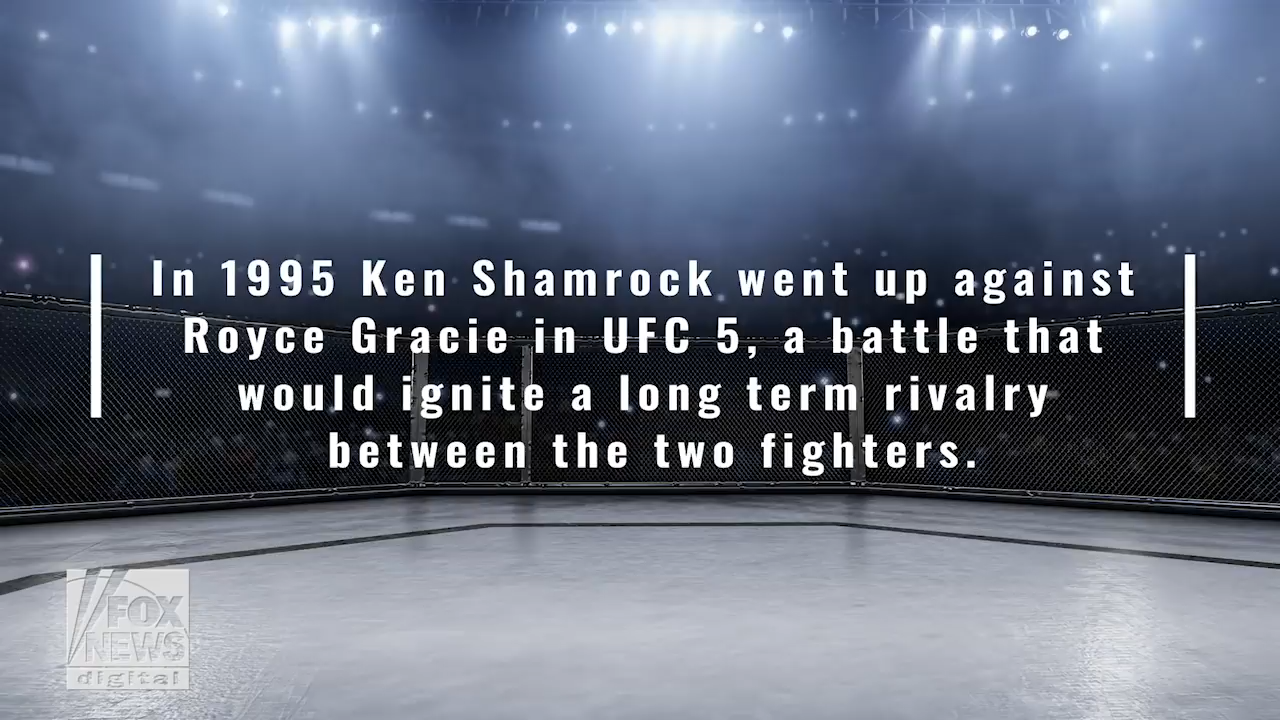 In 1995 Ken Shamrock went up against
Royce Gracie in UFC 5, a battle that
would ignite a long term rivalry
between the two fighters.
FOX
NEWS
digital